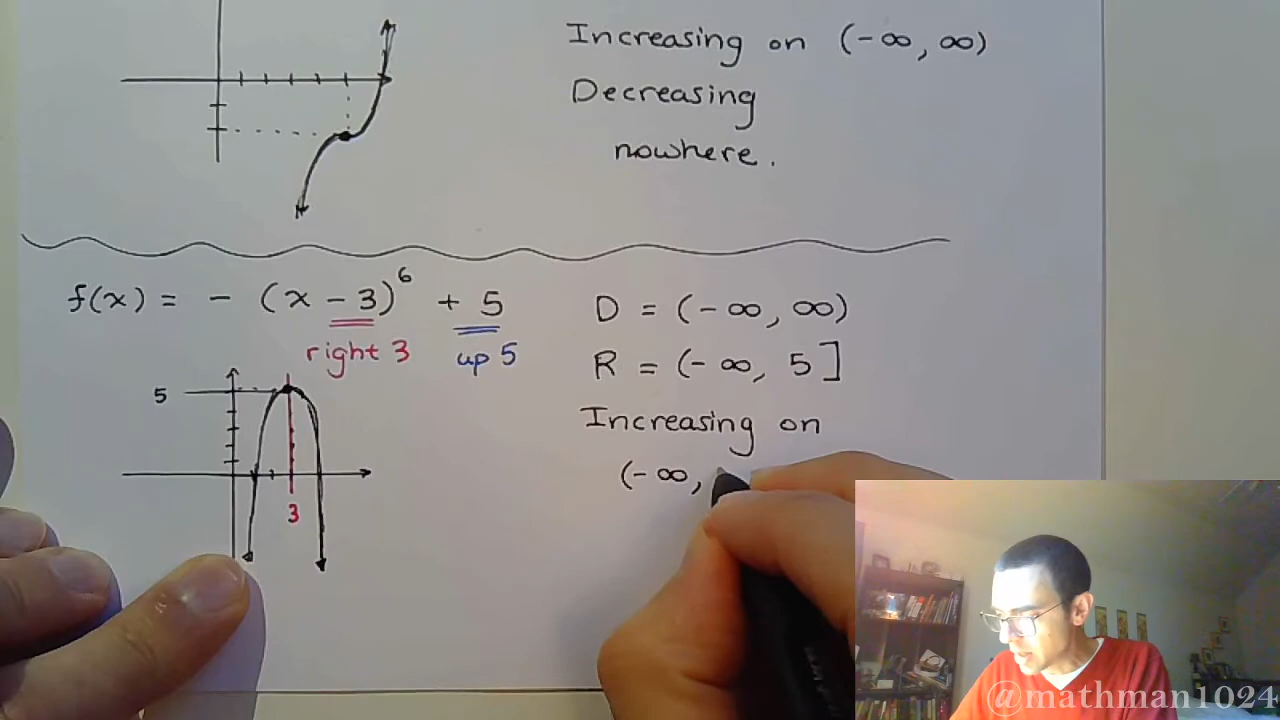 Increasing on (-∞, ∞)
Decreasing
nowhere.
f(x) = - (x - 3)⁶ + 5
right 3
up 5
5
3
D = (-∞, ∞)
R = (-∞, 5]
Increasing on
(-∞,
@mathman1024